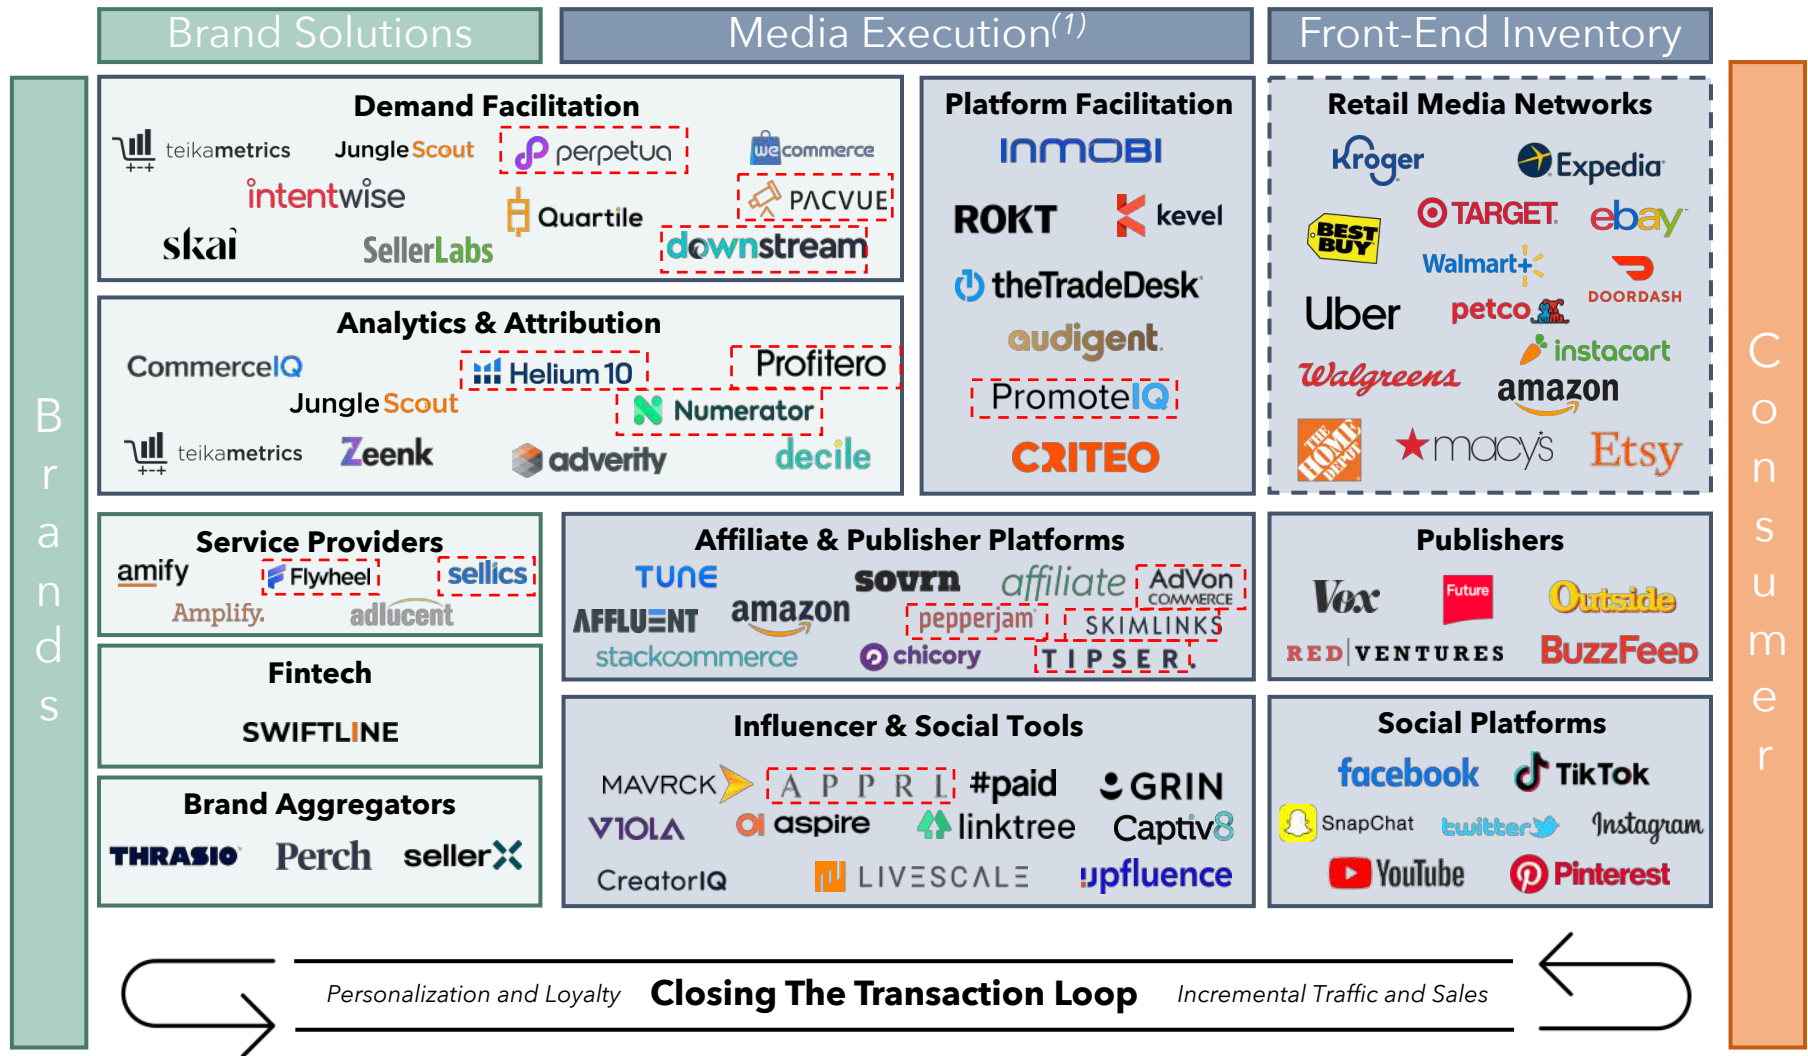 Brand Solutions
Media Execution(1)
Front-End Inventory
Brands
Demand Facilitation
teikametrics
Jungle Scout
perpetua
wecommerce
intentwise
Quartile
PACVUE
skai
SellerLabs
downstream
Analytics & Attribution
CommerceIQ
Helium 10
Profitero
Jungle Scout
Numerator
teikametrics
Zeenk
adverity
decile
Platform Facilitation
INMOBI
ROKT
kevel
theTradeDesk
audigent.
PromoteIQ
CRITEO
Retail Media Networks
Kroger
Expedia
BEST BUY
TARGET.
ebay
Walmart+
DOORDASH
Uber
petco
instacart
Walgreens
amazon
THE HOME DEPOT
macy's
Etsy
Service Providers
amify
Flywheel
sellics
Amplify.
adlucent
Fintech
SWIFTLINE
Brand Aggregators
THRASIO
Perch
sellerX
Affiliate & Publisher Platforms
TUNE
sovrn
affiliate
AdVon
COMMERCE
AFFLUENT
amazon
pepperjam
SKIMLINKS
stackcommerce
chicory
TIPSER.
Influencer & Social Tools
MAVRCK
APPRL
#paid
GRIN
VIOLA
aspire
linktree
Captiv8
CreatorIQ
LIVESCALE
upfluence
Publishers
Vox
Future
Outside
RED|VENTURES
BuzzFeed
Social Platforms
facebook
TikTok
SnapChat
twitter
Instagram
YouTube
Pinterest
Consumer
Personalization and Loyalty
Closing The Transaction Loop
Incremental Traffic and Sales